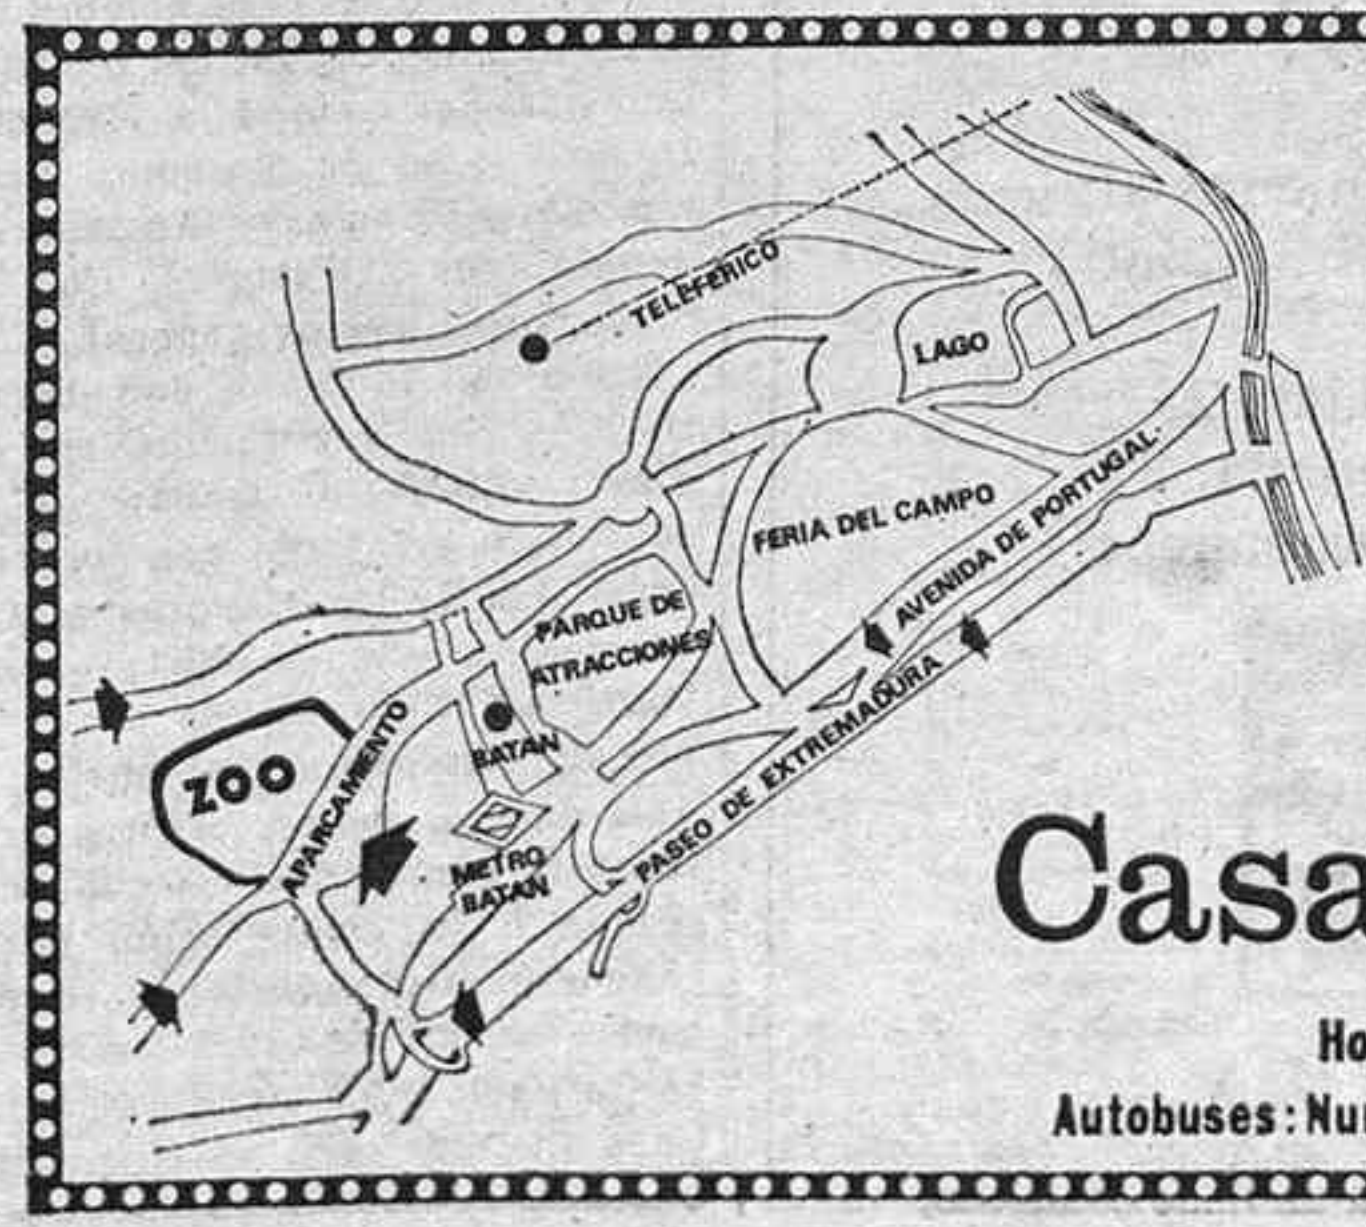 TELEFERICO
LAGO
FERIA DEL CAMPO
AVENIDA DE PORTUGAL
PARQUE DE
ATRACCIONES
ZOO
APARCAMIENTO
BATAN
METRO
BATAN
PASEO DE EXTREMADURA
Casa
Ho
Autobuses: Nu